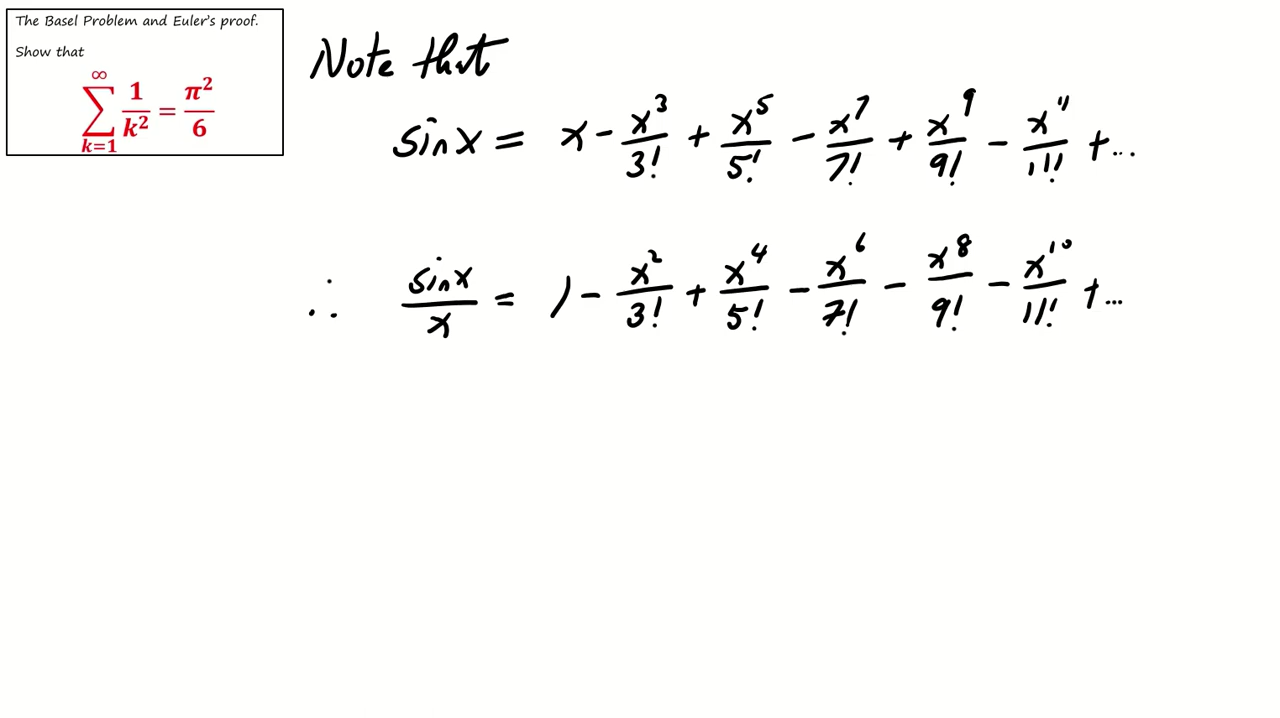 The Basel Problem and Euler's proof.
Show that
∞
∑ 1/k² = π²/6
k=1
Note that
sin x = x - x³/3! + x⁵/5! - x⁷/7! + x⁹/9! - x¹¹/11! + ...
∴ sin x/x = 1 - x²/3! + x⁴/5! - x⁶/7! - x⁸/9! - x¹⁰/11! + ...